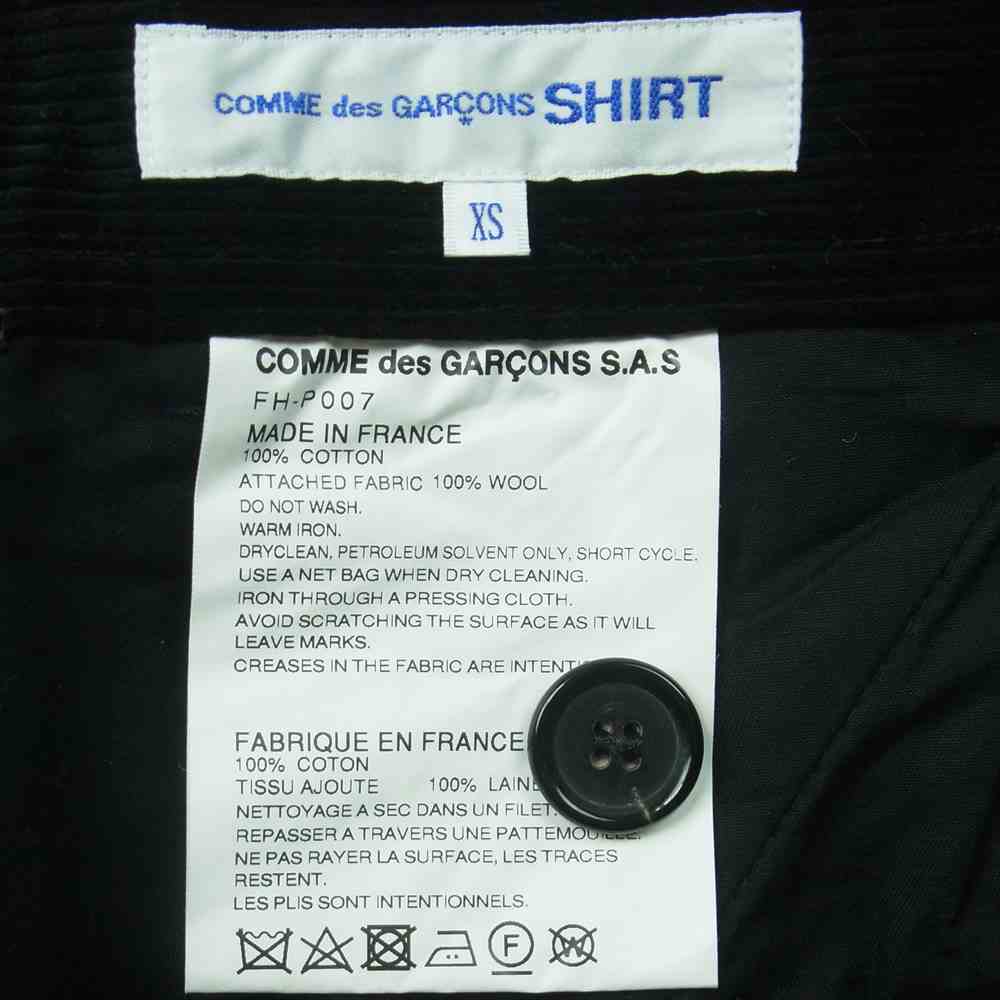 COMME des GARÇONS SHIRT
XS
COMME des GARÇONS S.A.S
FH-P007
MADE IN FRANCE
100% COTTON
ATTACHED FABRIC 100% WOOL
DO NOT WASH.
WARM IRON.
DRYCLEAN, PETROLEUM SOLVENT ONLY, SHORT CYCLE.
USE A NET BAG WHEN DRY CLEANING.
IRON THROUGH A PRESSING CLOTH.
AVOID SCRATCHING THE SURFACE AS IT WILL
LEAVE MARKS.
CREASES IN THE FABRIC ARE
FABRIQUE EN FRANCE
100% COTON
TISSU AJOUTE 100% LAINE
NETTOYAGE A SEC DANS UN FILET.
REPASSER A TRAVERS UNE PATTEMOUILLE.
NE PAS RAYER LA SURFACE, LES TRACES
RESTENT.
LES PLIS SONT INTENTIONNELS.
F W